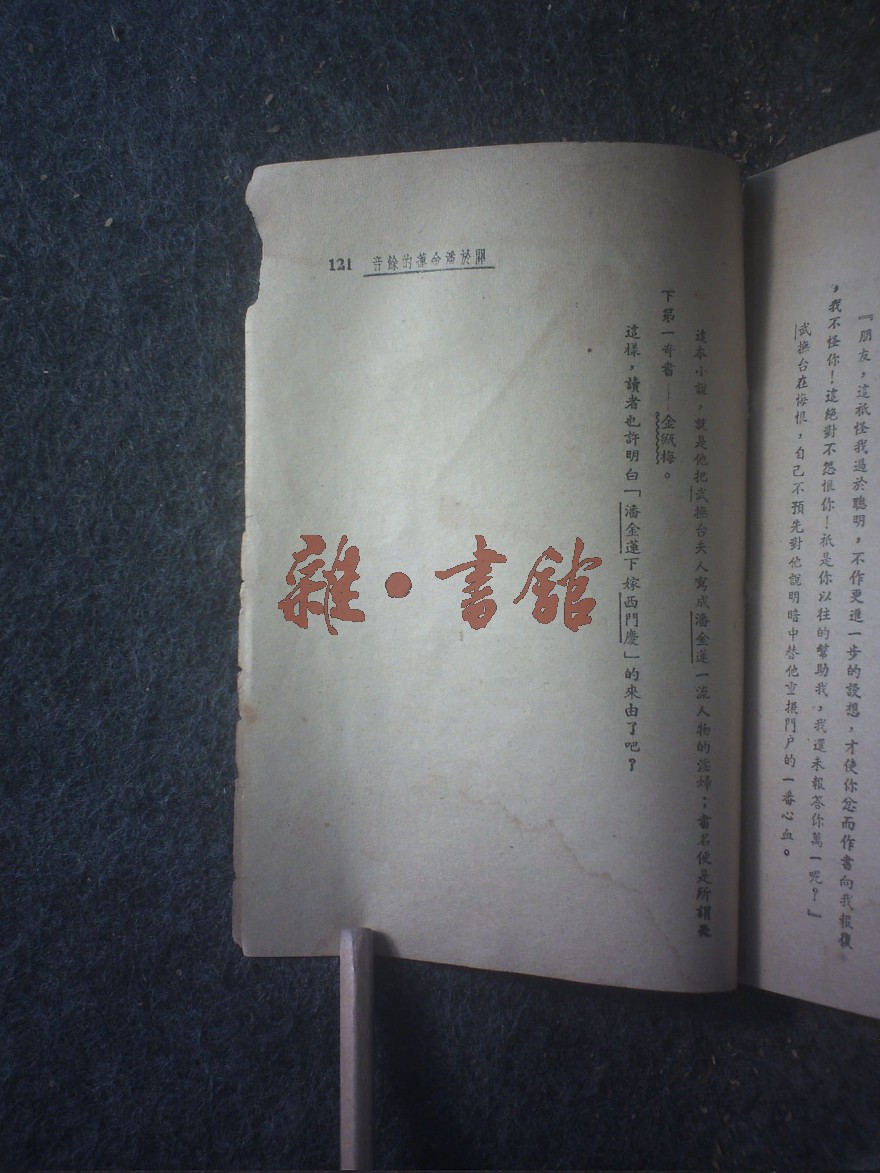 『朋友，這祇怪我過於聰明，不作更進一步的設想，才使你忿而作書向我報復
，我不怪你！這絕對不怨恨你！祇是你以往的幫助我，我還未報答你萬一呢？』
武撫台在悔恨，自己不預先對他說明暗中替他重振門戶的一番心血。
121 關於潘金蓮的餘音
這本小說，就是他把武撫台夫人寫成潘金蓮一流人物的淫婦；書名便是所謂天
下第一奇書——金瓶梅。
這樣，讀者也許明白「潘金蓮下嫁西門慶」的來由了吧？
雜·書館